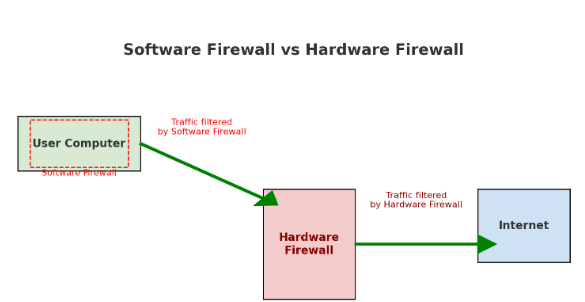 Software Firewall vs Hardware Firewall
Traffic filtered
by Software Firewall
User Computer
Software Firewall
Traffic filtered
by Hardware Firewall
Hardware
Firewall
Internet